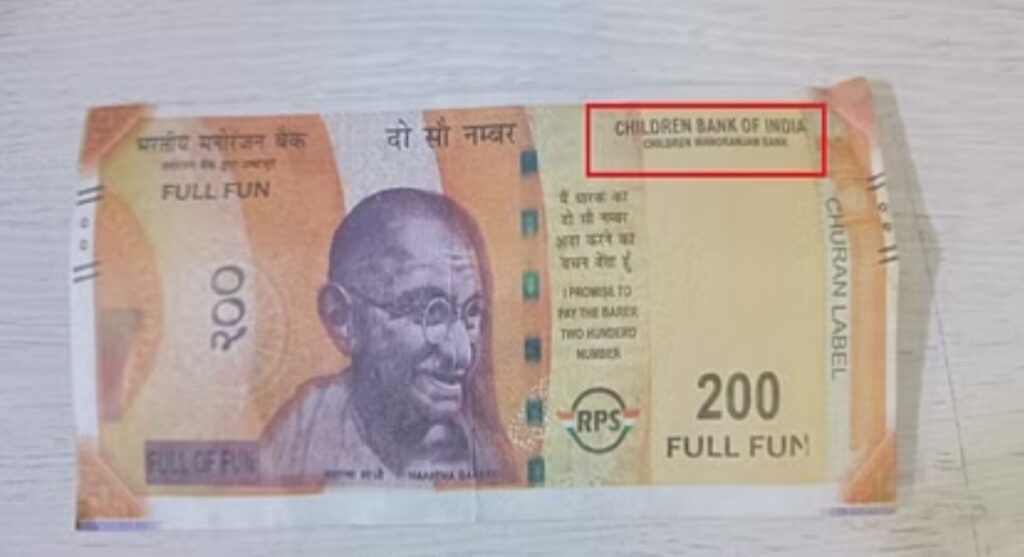 भारतीय मनोरंजन बैंक
FULL FUN
दो सौ नम्बर
CHILDREN BANK OF INDIA
CHILDREN MANORANJAN BANK
२००
मैं धारक को
दो सौ नम्बर
अदा करने का
वचन देता हूँ
I PROMISE TO
PAY THE BARER
TWO HUNDERD
NUMBER
RPS
200
FULL FUN
CHURAN LABEL
FULL OF FUN
महात्मा गाँधी MAHATMA GANDHI